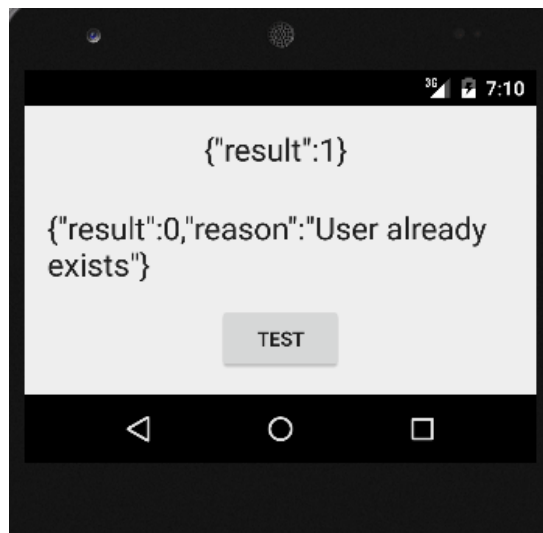 3G 7:10
{"result":1}
{"result":0,"reason":"User already
exists"}
TEST